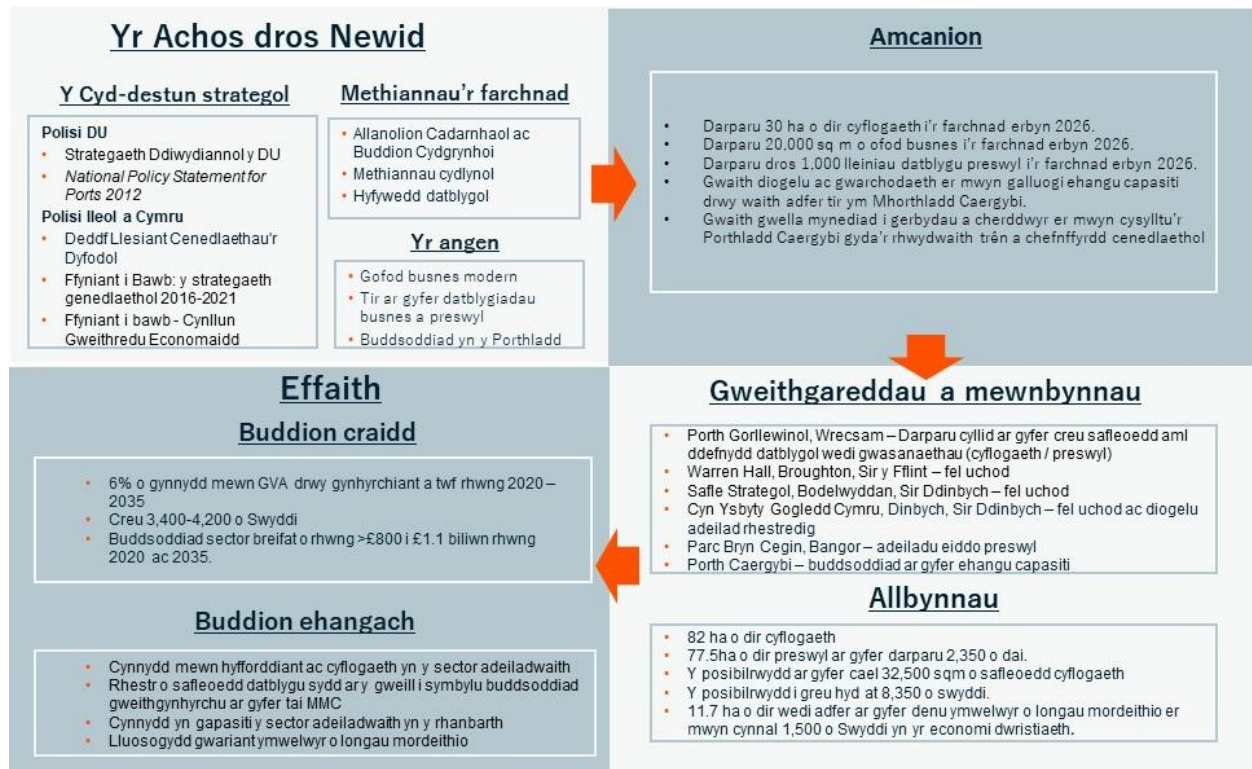 Yr Achos dros Newid
Y Cyd-destun strategol
Polisi DU
• Strategaeth Ddiwydiannol y DU
• National Policy Statement for
Ports 2012
Polisi lleol a Cymru
• Deddf Llesiant Cenedlaethau'r
Dyfodol
• Ffyniant i Bawb: y strategaeth
genedlaethol 2016-2021
• Ffyniant i bawb - Cynllun
Gweithredu Economaidd
Methiannau'r farchnad
• Allanolion Cadarnhaol ac
Buddion Cydgrynhoi
• Methiannau cydlynol
• Hyfywedd datblygol
Yr angen
• Gofod busnes modern
• Tir ar gyfer datblygiadau
busnes a preswyl
• Buddsoddiad yn y Porthladd
Amcanion
• Darparu 30 ha o dir cyflogaeth i'r farchnad erbyn 2026.
• Darparu 20,000 sq m o ofod busnes i'r farchnad erbyn 2026.
• Darparu dros 1,000 lleiniau datblygu preswyl i'r farchnad erbyn 2026.
• Gwaith diogelu ac gwarchodaeth er mwyn galluogi ehangu capasiti
drwy waith adfer tir ym Mhorthladd Caergybi.
• Gwaith gwella mynediad i gerbydau a cherddwyr er mwyn cysylltu'r
Porthladd Caergybi gyda'r rhwydwaith trên a chefnffyrdd cenedlaethol
Gweithgareddau a mewnbynnau
• Porth Gorllewinol, Wrecsam – Darparu cyllid ar gyfer creu safleoedd aml
ddefnydd datblygol wedi gwasanaethau (cyflogaeth / preswyl)
• Warren Hall, Broughton, Sir y Fflint – fel uchod
• Safle Strategol, Bodelwyddan, Sir Ddinbych – fel uchod
• Cyn Ysbyty Gogledd Cymru, Dinbych, Sir Ddinbych – fel uchod ac diogelu
adeilad rhestredig
• Parc Bryn Cegin, Bangor – adeiladu eiddo preswyl
• Porth Caergybi – buddsoddiad ar gyfer ehangu capasiti
Allbynnau
• 82 ha o dir cyflogaeth
• 77.5ha o dir preswyl ar gyfer darparu 2,350 o dai.
• Y posibilrwydd ar gyfer cael 32,500 sqm o safleoedd cyflogaeth
• Y posibilrwydd i greu hyd at 8,350 o swyddi.
• 11.7 ha o dir wedi adfer ar gyfer denu ymwelwyr o longau mordeithio er
mwyn cynnal 1,500 o Swyddi yn yr economi dwristiaeth.
Effaith
Buddion craidd
• 6% o gynnydd mewn GVA drwy gynhyrchiant a twf rhwng 2020 –
2035
• Creu 3,400-4,200 o Swyddi
• Buddsoddiad sector breifat o rhwng >£800 i £1.1 biliwn rhwng
2020 ac 2035.
Buddion ehangach
• Cynnydd mewn hyfforddiant ac cyflogaeth yn y sector adeiladwaith
• Rhestr o safleoedd datblygu sydd ar y gweill i symbylu buddsoddiad
gweithgynhyrchu ar gyfer tai MMC
• Cynnydd yn gapasiti y sector adeiladwaith yn y rhanbarth
• Lluosogydd gwariant ymwelwyr o longau mordeithio